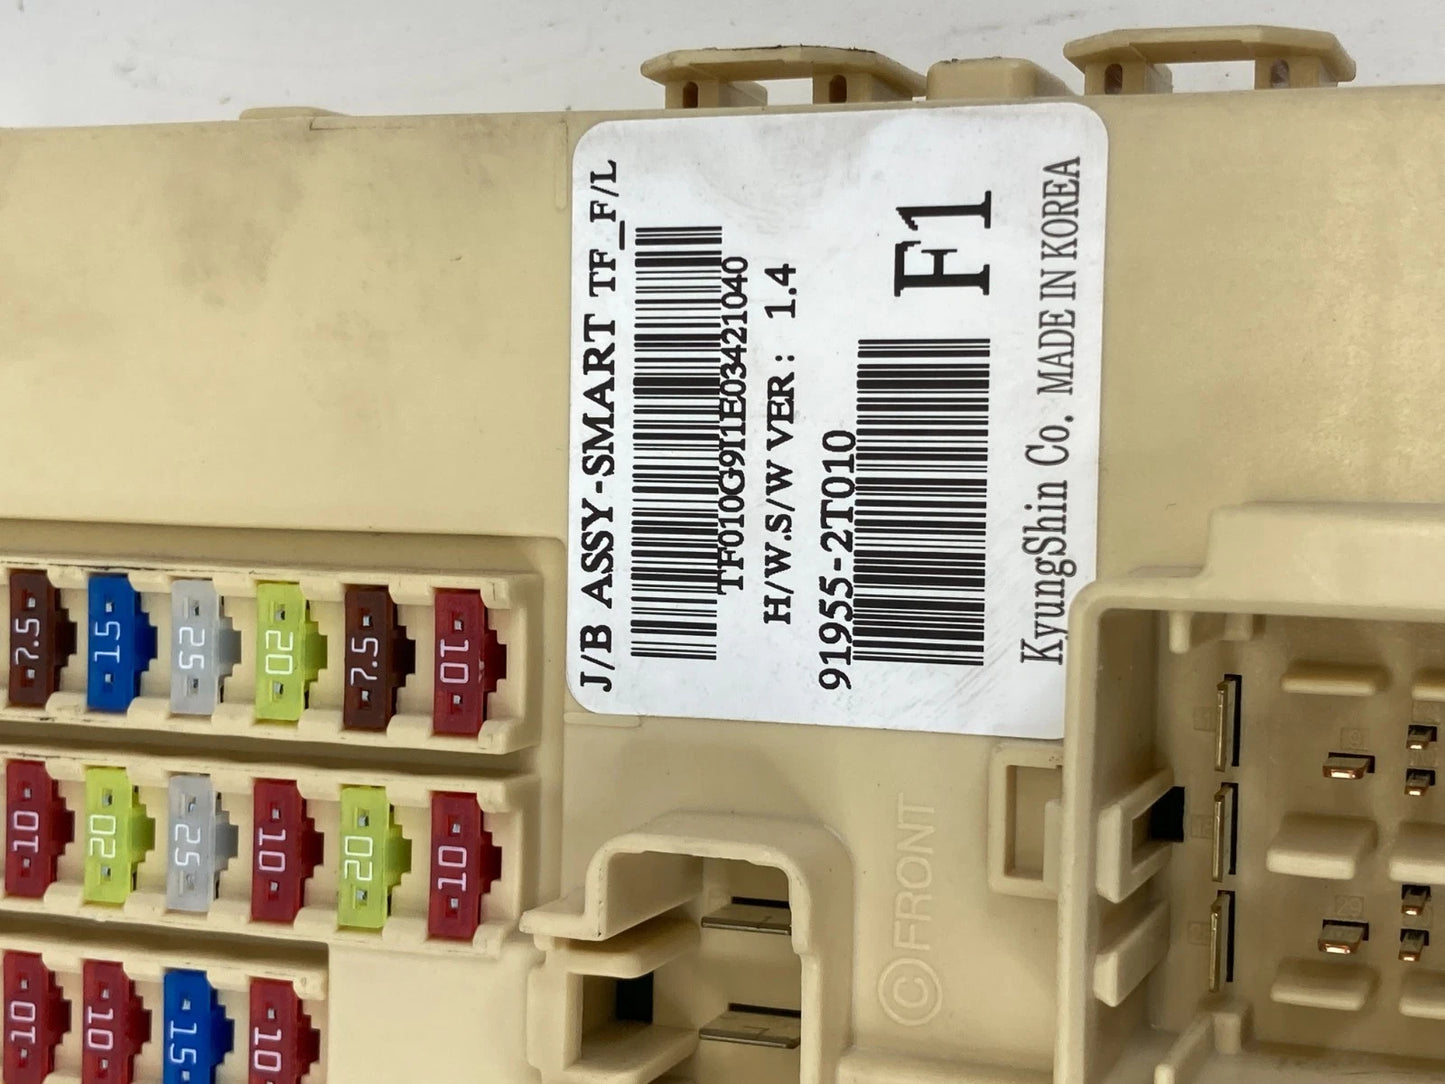 J/B ASSY-SMART TF_F/L
TF010G9I1E03421040
H/W.S/W VER : 1.4
91955-2T010
F1
KyungShin Co. MADE IN KOREA
7.5 15 25 20 7.5 10
10 20 25 10 20 10
10 10 15 10
© FRONT